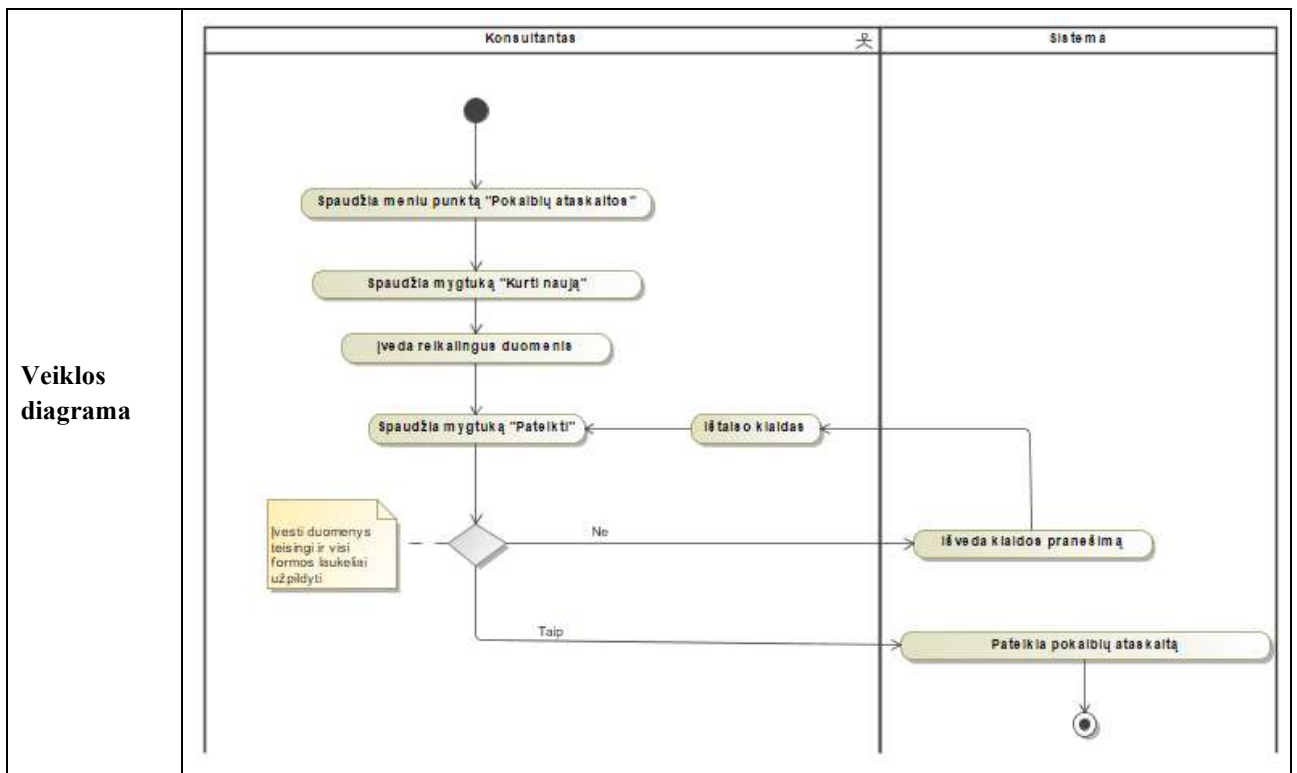 Veiklos
diagrama
Konsultantas
Sistema
Spaudžia meniu punktą "Pokalbių ataskaitos"
Spaudžia mygtuką "Kurti naują"
Įveda reikalingus duomenis
Spaudžia mygtuką "Pateikti"
Ištaiso klaidas
Įvesti duomenys
teisingi ir visi
formos laukeliai
užpildyti
Ne
Išveda klaidos pranešimą
Taip
Pateikia pokalbių ataskaitą